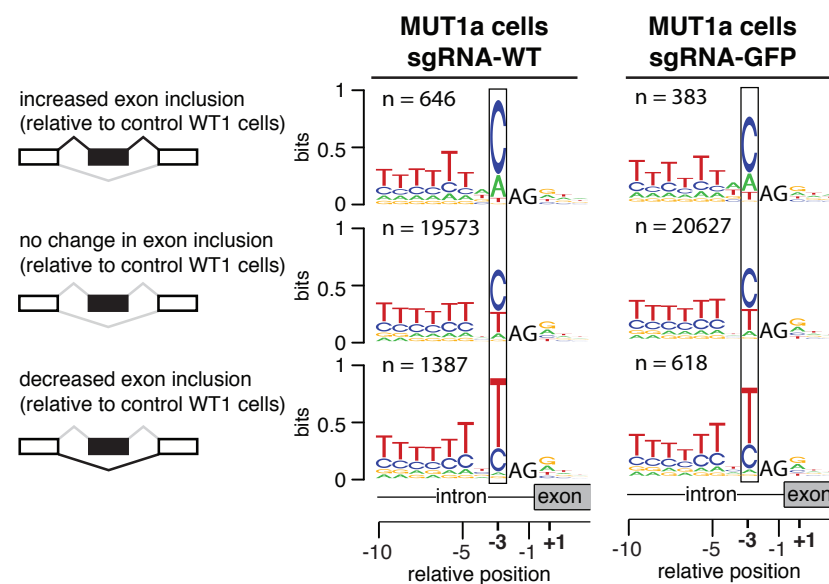 MUT1a cells
sgRNA-WT
MUT1a cells
sgRNA-GFP
increased exon inclusion
(relative to control WT1 cells)
no change in exon inclusion
(relative to control WT1 cells)
decreased exon inclusion
(relative to control WT1 cells)
bits
1
0.5
0
n = 646
T T T T T T C A AG
n = 383
T T T T T T A C A AG
bits
1
0.5
0
n = 19573
T T T T T T C T AG
n = 20627
T T T T T T C T AG
bits
1
0.5
0
n = 1387
T T T T T T T C AG
n = 618
T T T T T T T C AG
intron
exon
intron
exon
-10
-5
-3
-1
+1
relative position
-10
-5
-3
-1
+1
relative position